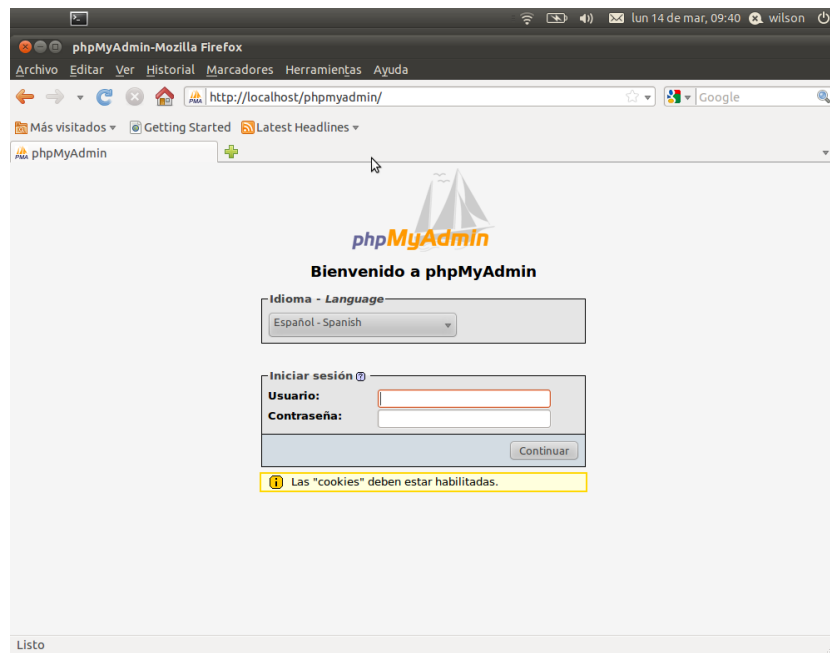 lun 14 de mar, 09:40 wilson
phpMyAdmin-Mozilla Firefox
Archivo Editar Ver Historial Marcadores Herramientas Ayuda
PMA http://localhost/phpmyadmin/ Google
Más visitados Getting Started Latest Headlines
PMA phpMyAdmin
phpMyAdmin
Bienvenido a phpMyAdmin
Idioma - Language
Español - Spanish
Iniciar sesión
Usuario:
Contraseña:
Continuar
Las "cookies" deben estar habilitadas.
Listo